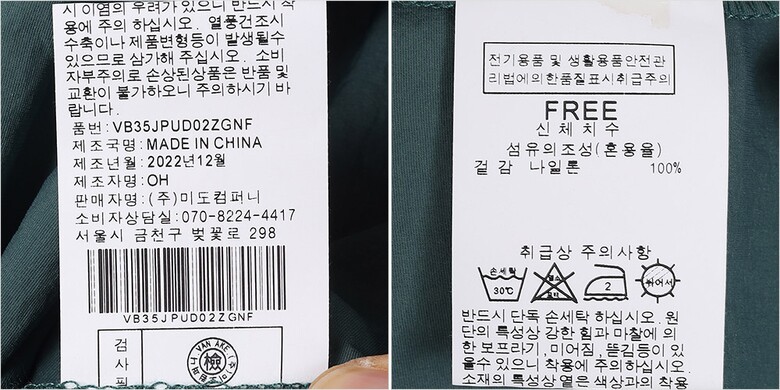 시 이염의 우려가 있으니 반드시 착
용에 주의 하십시오. 열풍건조시
수축이나 제품변형등이 발생될수
있으므로 삼가해 주십시오. 소비
자부주의로 손상된상품은 반품 및
교환이 불가하오니 주의하시기 바
랍니다.
품번: VB35JPUD02ZGNF
제조국명: MADE IN CHINA
제조년월: 2022년12월
제조자명: OH
판매자명: (주)미도컴퍼니
소비자상담실: 070-8224-4417
서울시 금천구 벚꽃로 298
VB35JPUD02ZGNF
검
사
필
VAN AKE
檢
전기용품 및 생활용품안전관
리법에의한품질표시취급주의
FREE
신체치수
섬유의조성(혼용율)
겉감 나일론 100%
취급상 주의사항
손세탁
30℃
염소
표백
2
뉘어서
반드시 단독 손세탁 하십시오. 원
단의 특성상 강한 힘과 마찰에 의
한 보프라기, 미어짐, 뜯김등이 있
을수 있으니 착용에 주의하십시오.
소재의 특성상 옅은 색상과의 착용